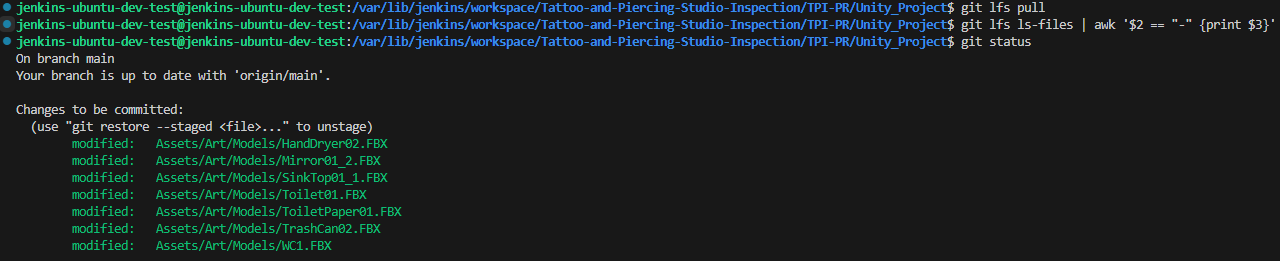 jenkins-ubuntu-dev-test@jenkins-ubuntu-dev-test:/var/lib/jenkins/workspace/Tattoo-and-Piercing-Studio-Inspection/TPI-PR/Unity_Project$ git lfs pull
jenkins-ubuntu-dev-test@jenkins-ubuntu-dev-test:/var/lib/jenkins/workspace/Tattoo-and-Piercing-Studio-Inspection/TPI-PR/Unity_Project$ git lfs ls-files | awk '$2 == "-" {print $3}'
jenkins-ubuntu-dev-test@jenkins-ubuntu-dev-test:/var/lib/jenkins/workspace/Tattoo-and-Piercing-Studio-Inspection/TPI-PR/Unity_Project$ git status
On branch main
Your branch is up to date with 'origin/main'.
Changes to be committed:
(use "git restore --staged <file>..." to unstage)
modified: Assets/Art/Models/HandDryer02.FBX
modified: Assets/Art/Models/Mirror01_2.FBX
modified: Assets/Art/Models/SinkTop01_1.FBX
modified: Assets/Art/Models/Toilet01.FBX
modified: Assets/Art/Models/ToiletPaper01.FBX
modified: Assets/Art/Models/TrashCan02.FBX
modified: Assets/Art/Models/WC1.FBX